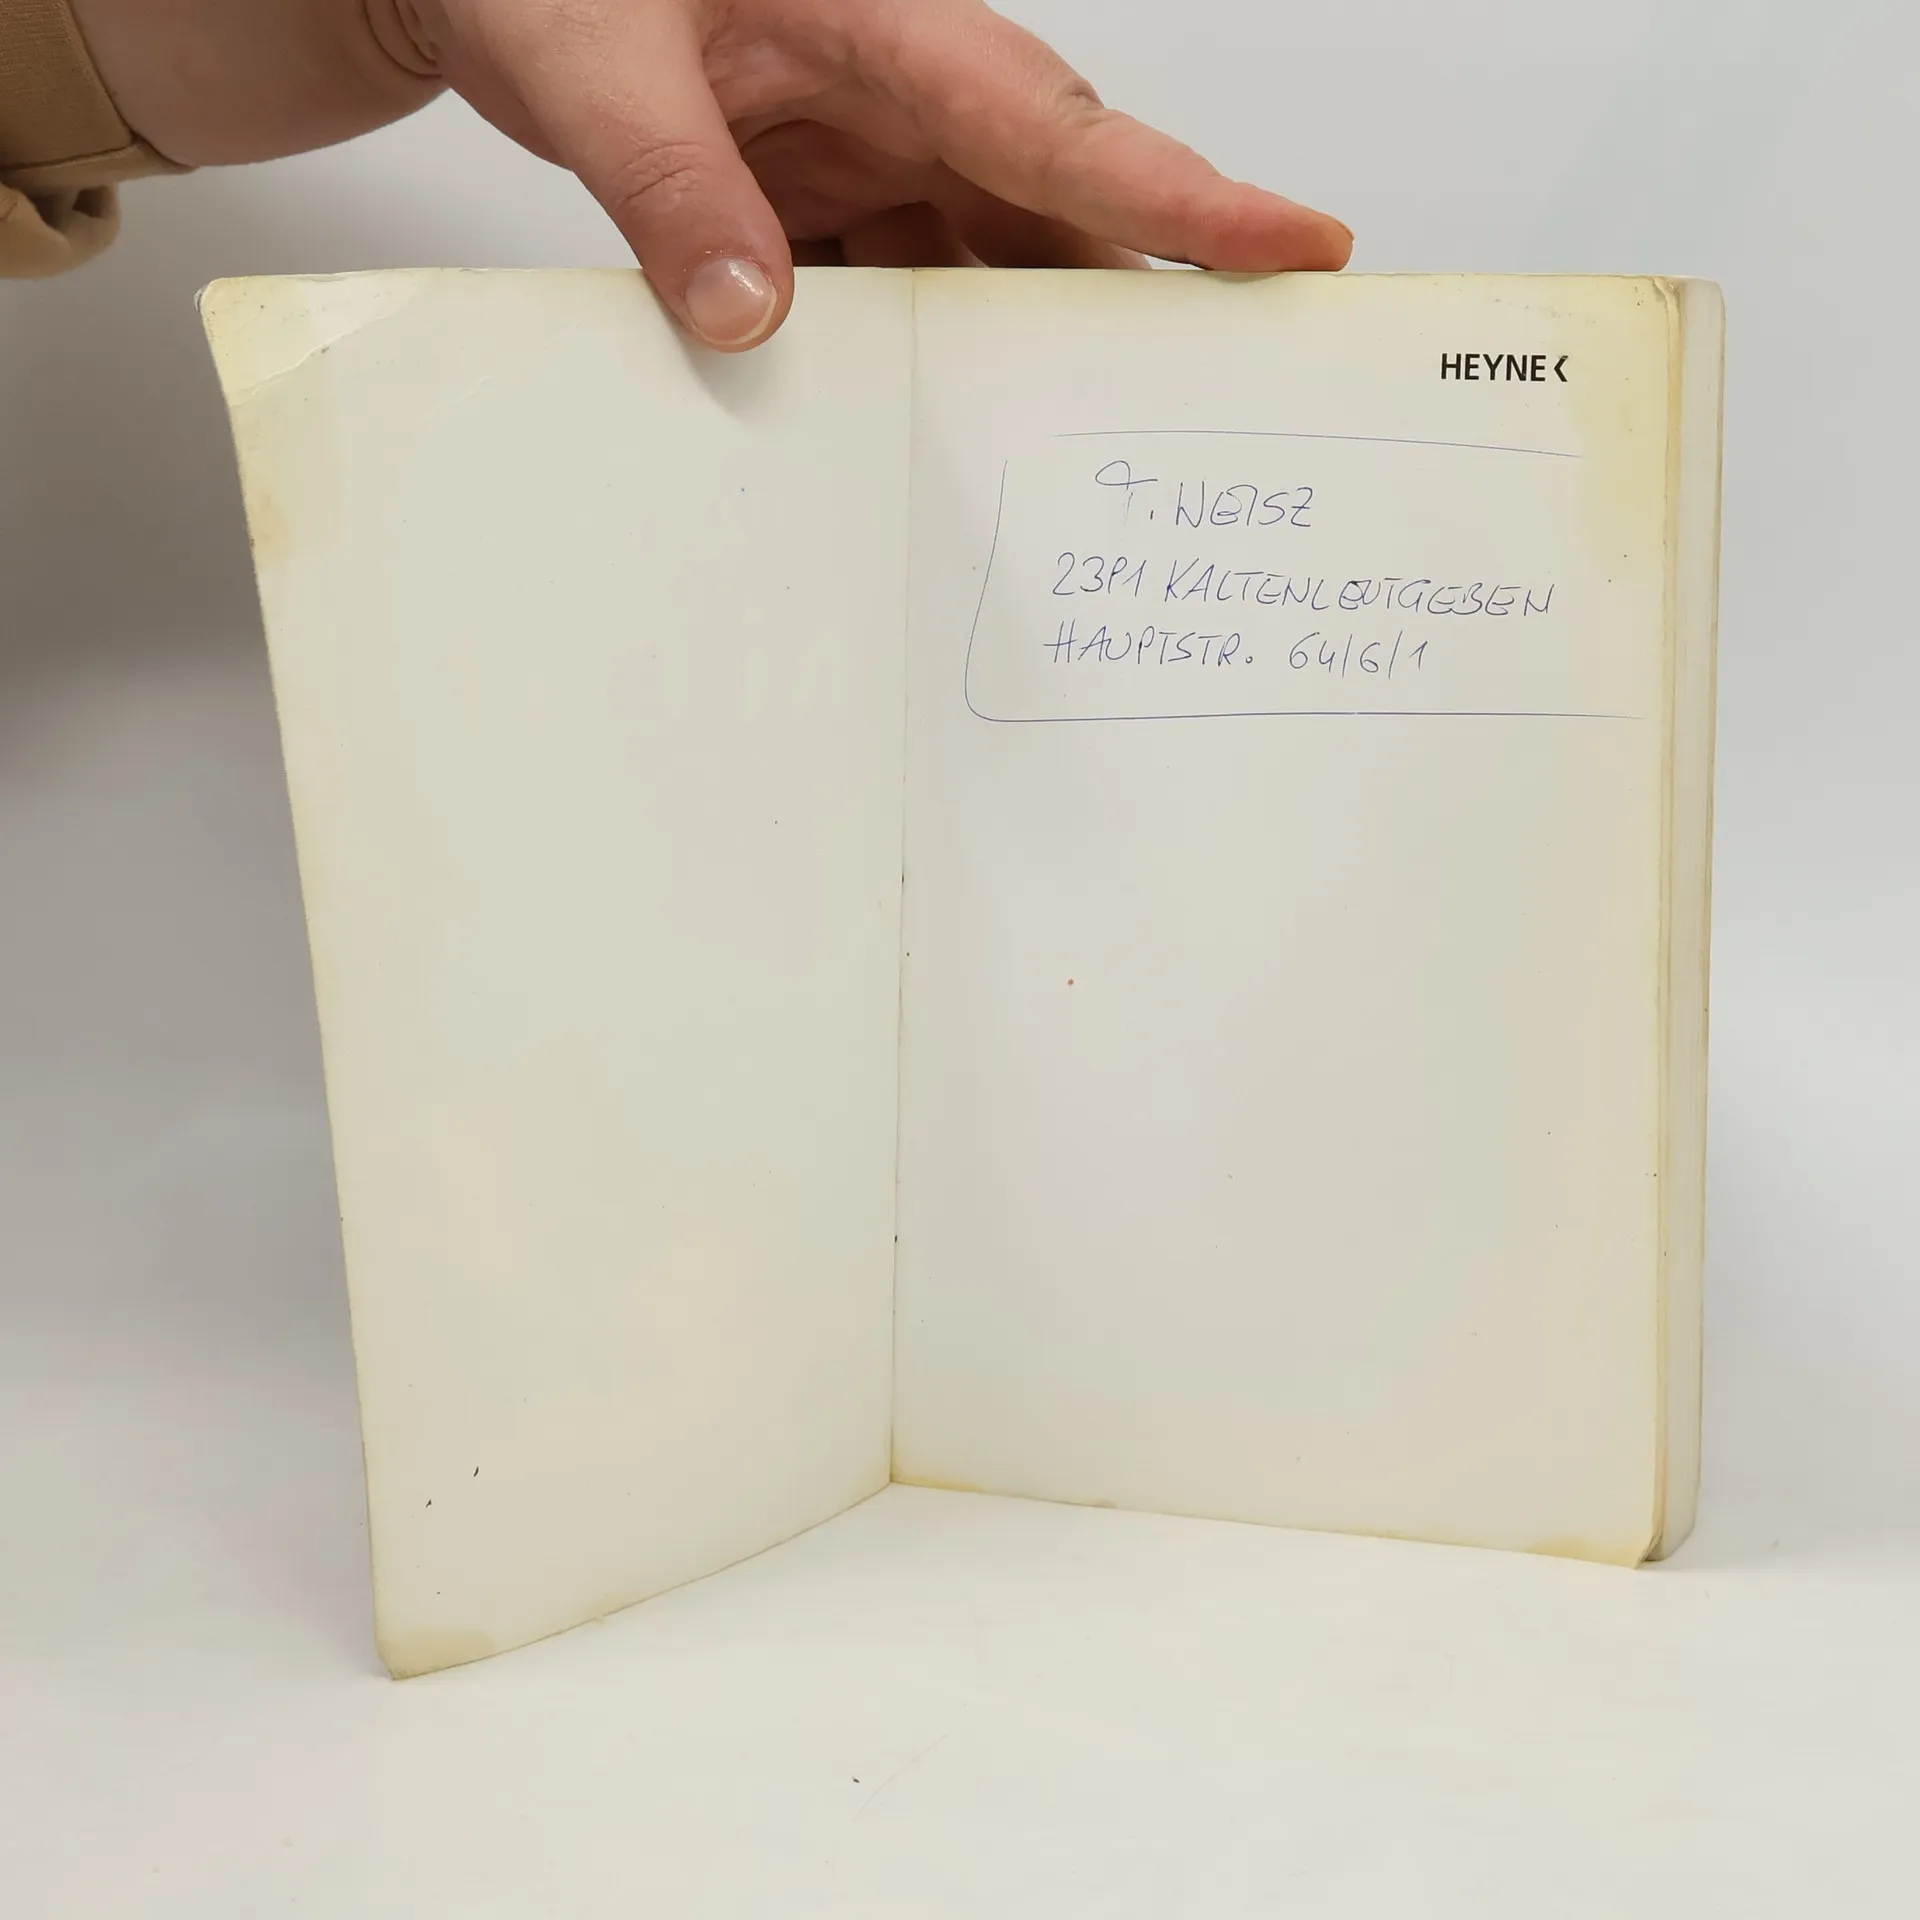 HEYNE<
T. WEISZ
2391 KALTENLEUTGEBEN
HAUPTSTR. 64/6/1